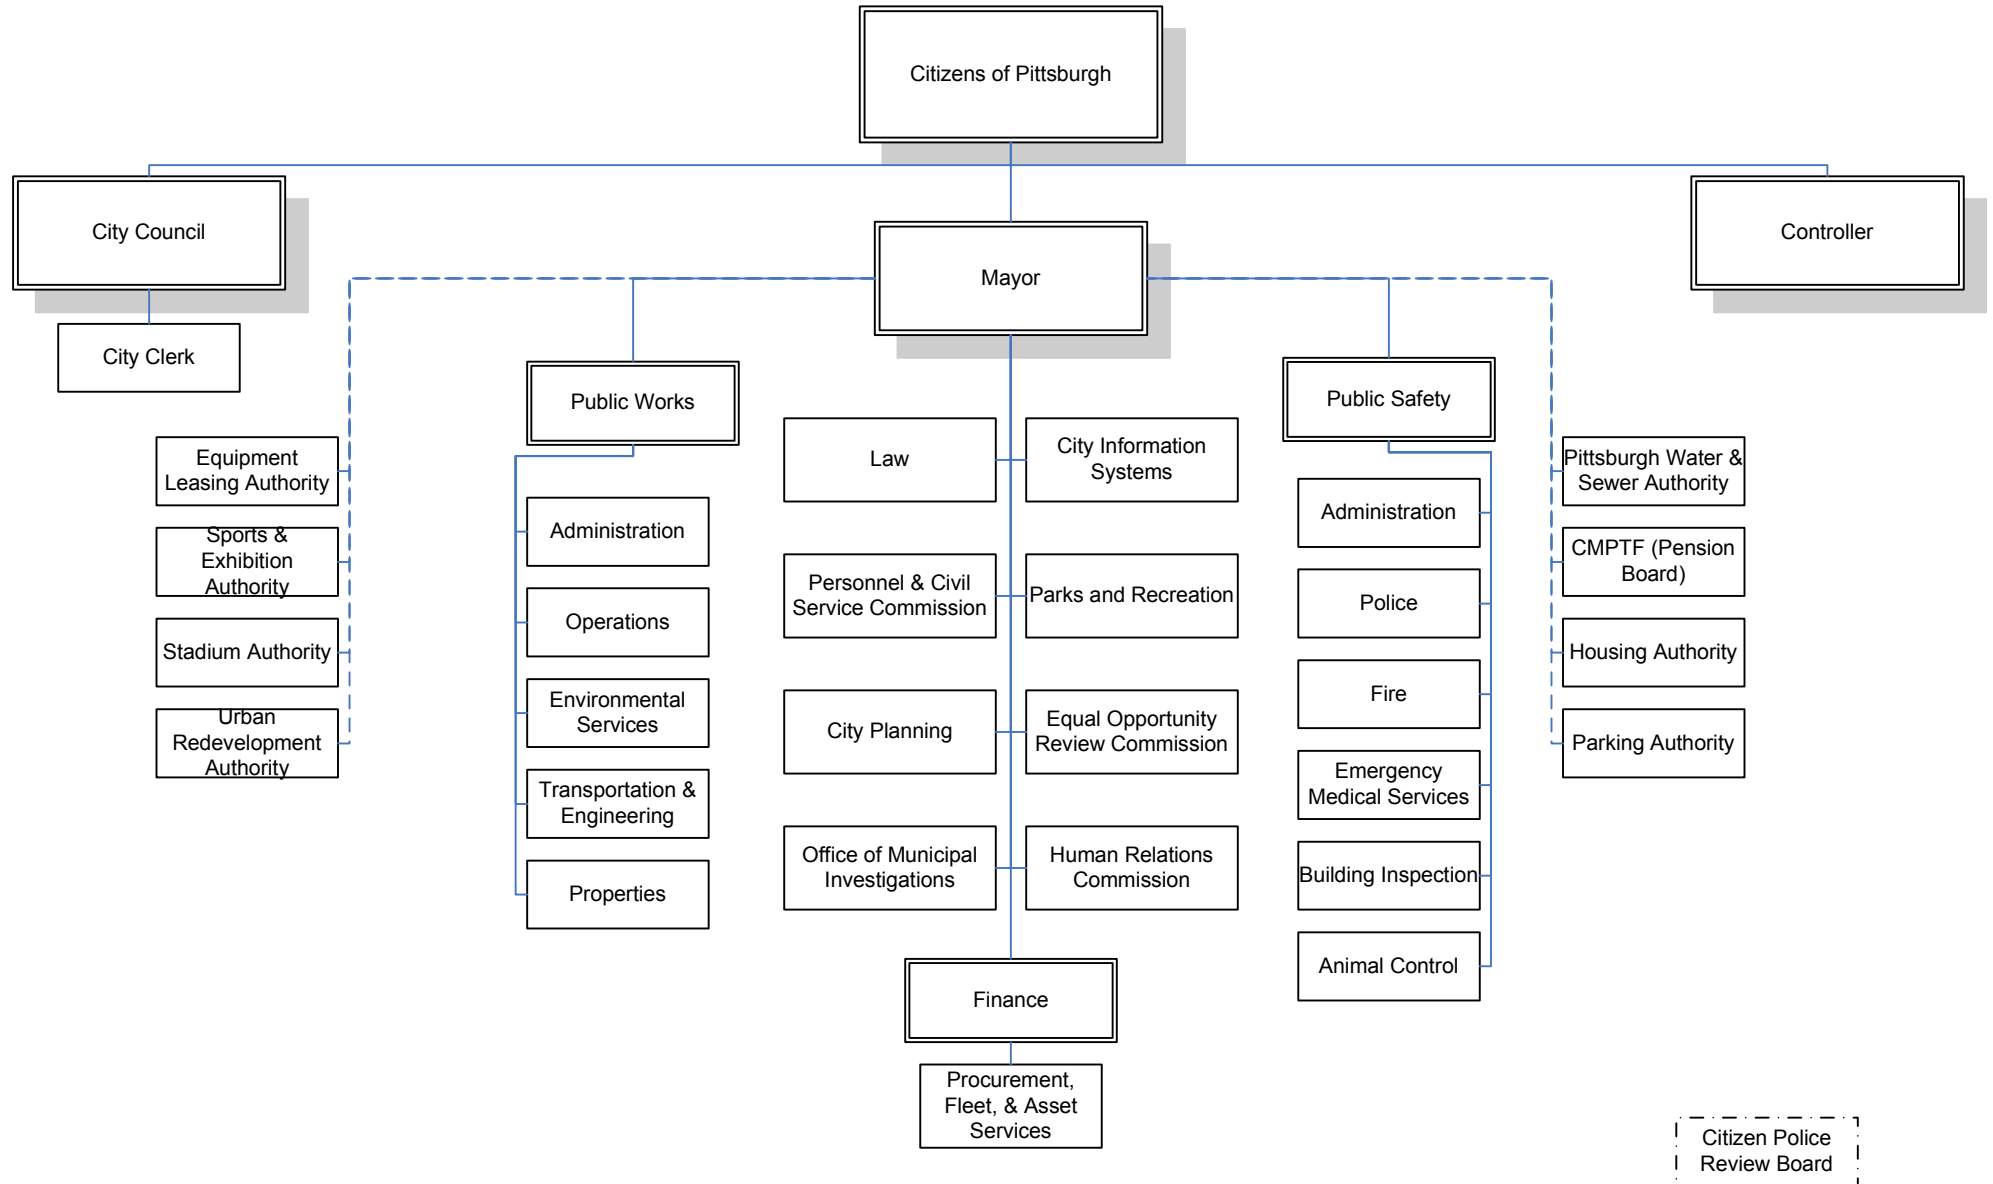 Citizens of Pittsburgh
City Council
Controller
Mayor
City Clerk
Public Works
Public Safety
Equipment
Leasing Authority
Sports &
Exhibition
Authority
Stadium Authority
Urban
Redevelopment
Authority
Administration
Operations
Environmental
Services
Transportation &
Engineering
Properties
Law
City Information
Systems
Personnel & Civil
Service Commission
Parks and Recreation
City Planning
Equal Opportunity
Review Commission
Office of Municipal
Investigations
Human Relations
Commission
Finance
Procurement,
Fleet, & Asset
Services
Administration
Police
Fire
Emergency
Medical Services
Building Inspection
Animal Control
Pittsburgh Water &
Sewer Authority
CMPTF (Pension
Board)
Housing Authority
Parking Authority
Citizen Police
Review Board